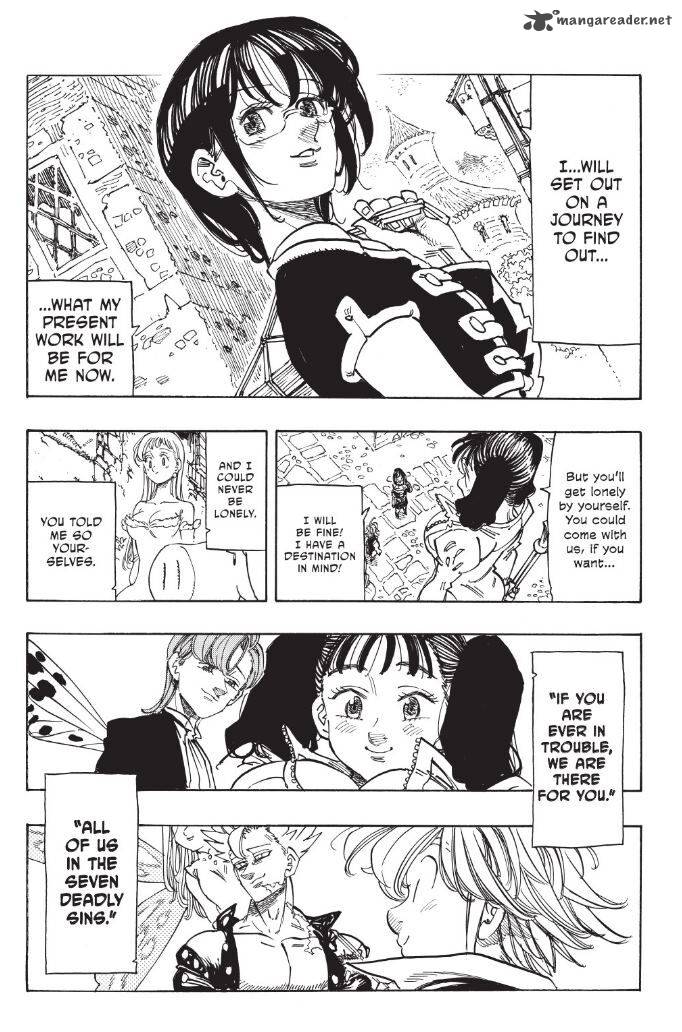 mangareader.net
I...WILL
SET OUT
ON A
JOURNEY
TO FIND
OUT...
...WHAT MY
PRESENT
WORK WILL
BE FOR
ME NOW.
But you'll
get lonely
by yourself.
You could
come with
us, if you
want...
I WILL
BE FINE!
I HAVE A
DESTINATION
IN MIND!
AND I
COULD
NEVER
BE
LONELY.
YOU TOLD
ME SO
YOUR-
SELVES.
"IF YOU
ARE
EVER IN
TROUBLE,
WE ARE
THERE
FOR YOU."
"ALL
OF US
IN THE
SEVEN
DEADLY
SINS."